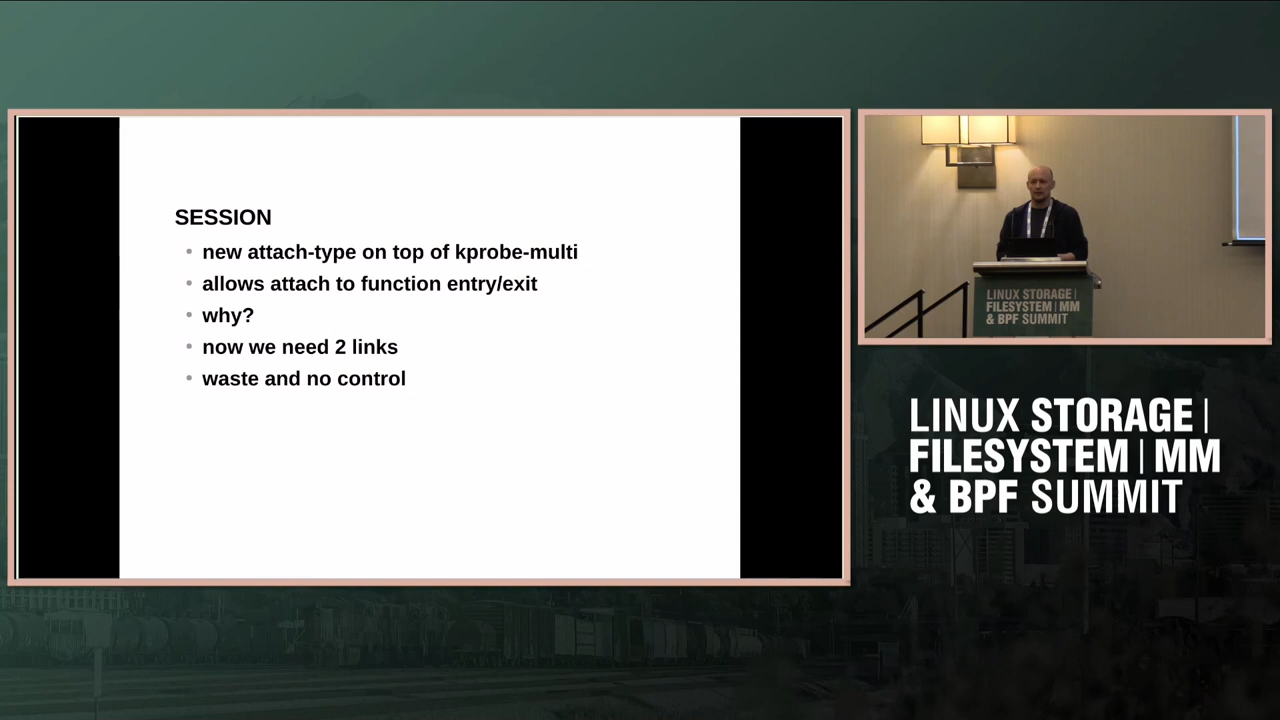 SESSION
new attach-type on top of kprobe-multi
allows attach to function entry/exit
why?
now we need 2 links
waste and no control
LINUX STORAGE |
FILESYSTEM | MM
& BPF SUMMIT
LINUX STORAGE |
FILESYSTEM | MM
& BPF SUMMIT